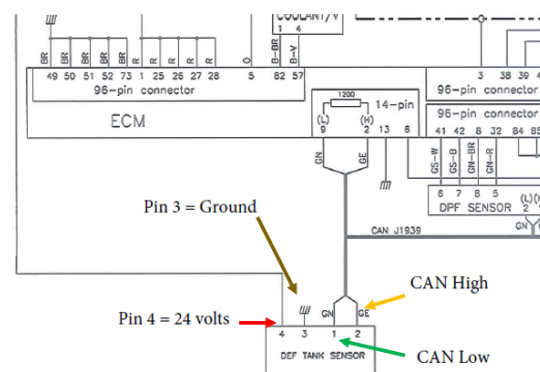 COOLANT/V
1 4
BR BR BR BR BR R R R R R O B-BR B-V
49 50 51 52 73 1 25 26 27 28 5 82 57
3 38 39 4
96-pin connector
96-pin connector
ECM
120Ω
14-pin
(L) (H)
9 2 13 6
96-pin connector
41 42 8 32 84 85
GN GE
GS-W GS-B GN-BR GN-R
6 7 8 5
DPF SENSOR
(L)
2
GN
CAN J1939
Pin 3 = Ground
CAN High
Pin 4 = 24 volts
GN GE
4 3 1 2
DEF TANK SENSOR
CAN Low